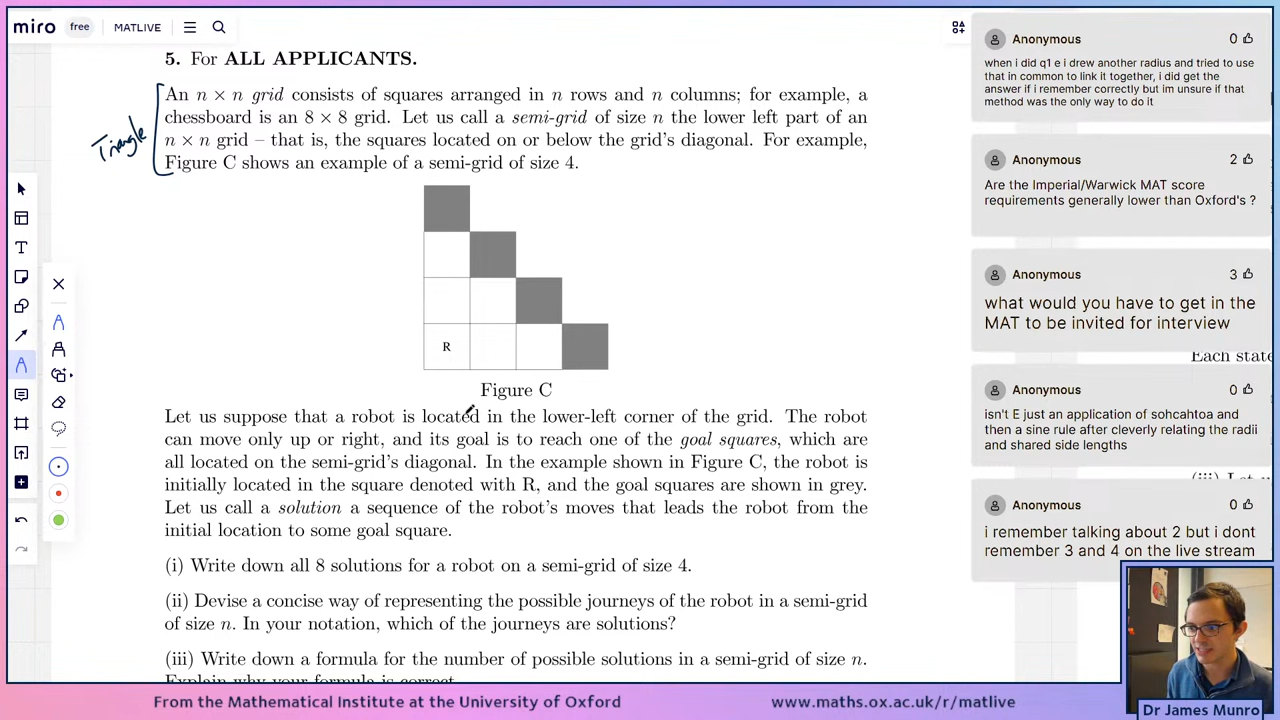 miro
free
MATLIVE
5. For ALL APPLICANTS.
Triangle
An n × n grid consists of squares arranged in n rows and n columns; for example, a
chessboard is an 8 × 8 grid. Let us call a semi-grid of size n the lower left part of an
n × n grid – that is, the squares located on or below the grid's diagonal. For example,
Figure C shows an example of a semi-grid of size 4.
R
Figure C
Let us suppose that a robot is located in the lower-left corner of the grid. The robot
can move only up or right, and its goal is to reach one of the goal squares, which are
all located on the semi-grid's diagonal. In the example shown in Figure C, the robot is
initially located in the square denoted with R, and the goal squares are shown in grey.
Let us call a solution a sequence of the robot's moves that leads the robot from the
initial location to some goal square.
(i) Write down all 8 solutions for a robot on a semi-grid of size 4.
(ii) Devise a concise way of representing the possible journeys of the robot in a semi-grid
of size n. In your notation, which of the journeys are solutions?
(iii) Write down a formula for the number of possible solutions in a semi-grid of size n.
Explain why your formula is correct.
Anonymous
0
when i did q1 e i drew another radius and tried to
use that in common to link it together, i did get the
answer if i remember correctly but im unsure if that
method was the only way to do it
Anonymous
2
Are the Imperial/Warwick MAT score
requirements generally lower than Oxford's ?
Anonymous
3
what would you have to get in the
MAT to be invited for interview
Each state
Anonymous
0
isn't E just an application of sohcahtoa and
then a sine rule after cleverly relating the radii
and shared side lengths
Anonymous
0
i remember talking about 2 but i dont
remember 3 and 4 on the live stream
From the Mathematical Institute at the University of Oxford
www.maths.ox.ac.uk/r/matlive
Dr James Munro